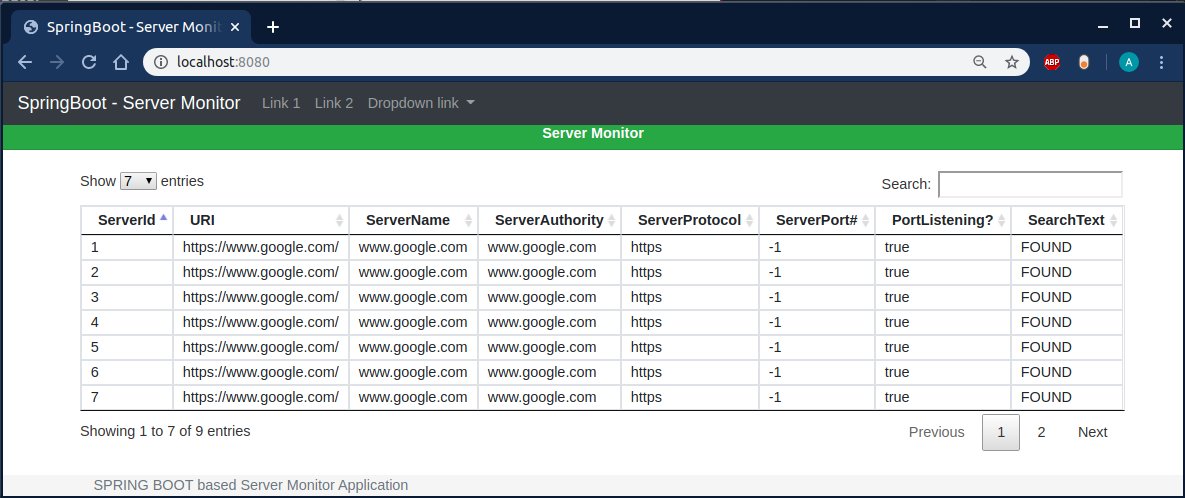 SpringBoot - Server Monit
localhost:8080
ABP
A
SpringBoot - Server Monitor Link 1 Link 2 Dropdown link
Server Monitor
Show 7 entries Search:
ServerId URI ServerName ServerAuthority ServerProtocol ServerPort# PortListening? SearchText
1 https://www.google.com/ www.google.com www.google.com https -1 true FOUND
2 https://www.google.com/ www.google.com www.google.com https -1 true FOUND
3 https://www.google.com/ www.google.com www.google.com https -1 true FOUND
4 https://www.google.com/ www.google.com www.google.com https -1 true FOUND
5 https://www.google.com/ www.google.com www.google.com https -1 true FOUND
6 https://www.google.com/ www.google.com www.google.com https -1 true FOUND
7 https://www.google.com/ www.google.com www.google.com https -1 true FOUND
Showing 1 to 7 of 9 entries Previous 1 2 Next
SPRING BOOT based Server Monitor Application